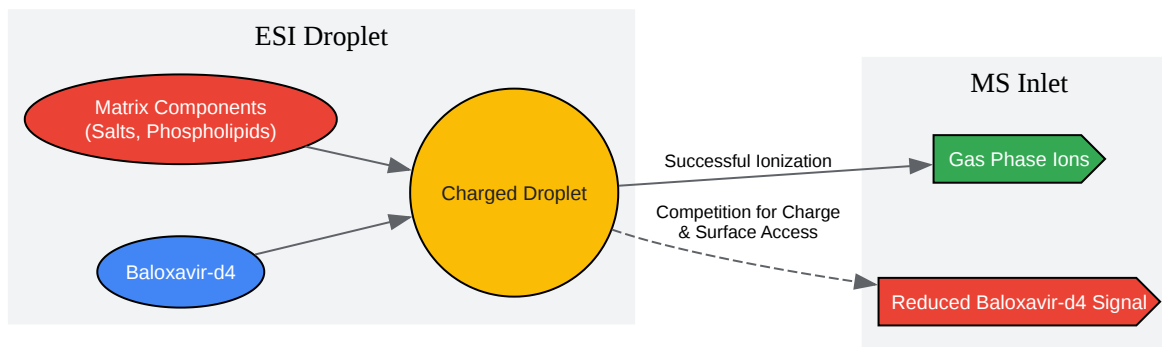 ESI Droplet
Matrix Components
(Salts, Phospholipids)
Baloxavir-d4
Charged Droplet
Successful Ionization
Competition for Charge
& Surface Access
MS Inlet
Gas Phase Ions
Reduced Baloxavir-d4 Signal